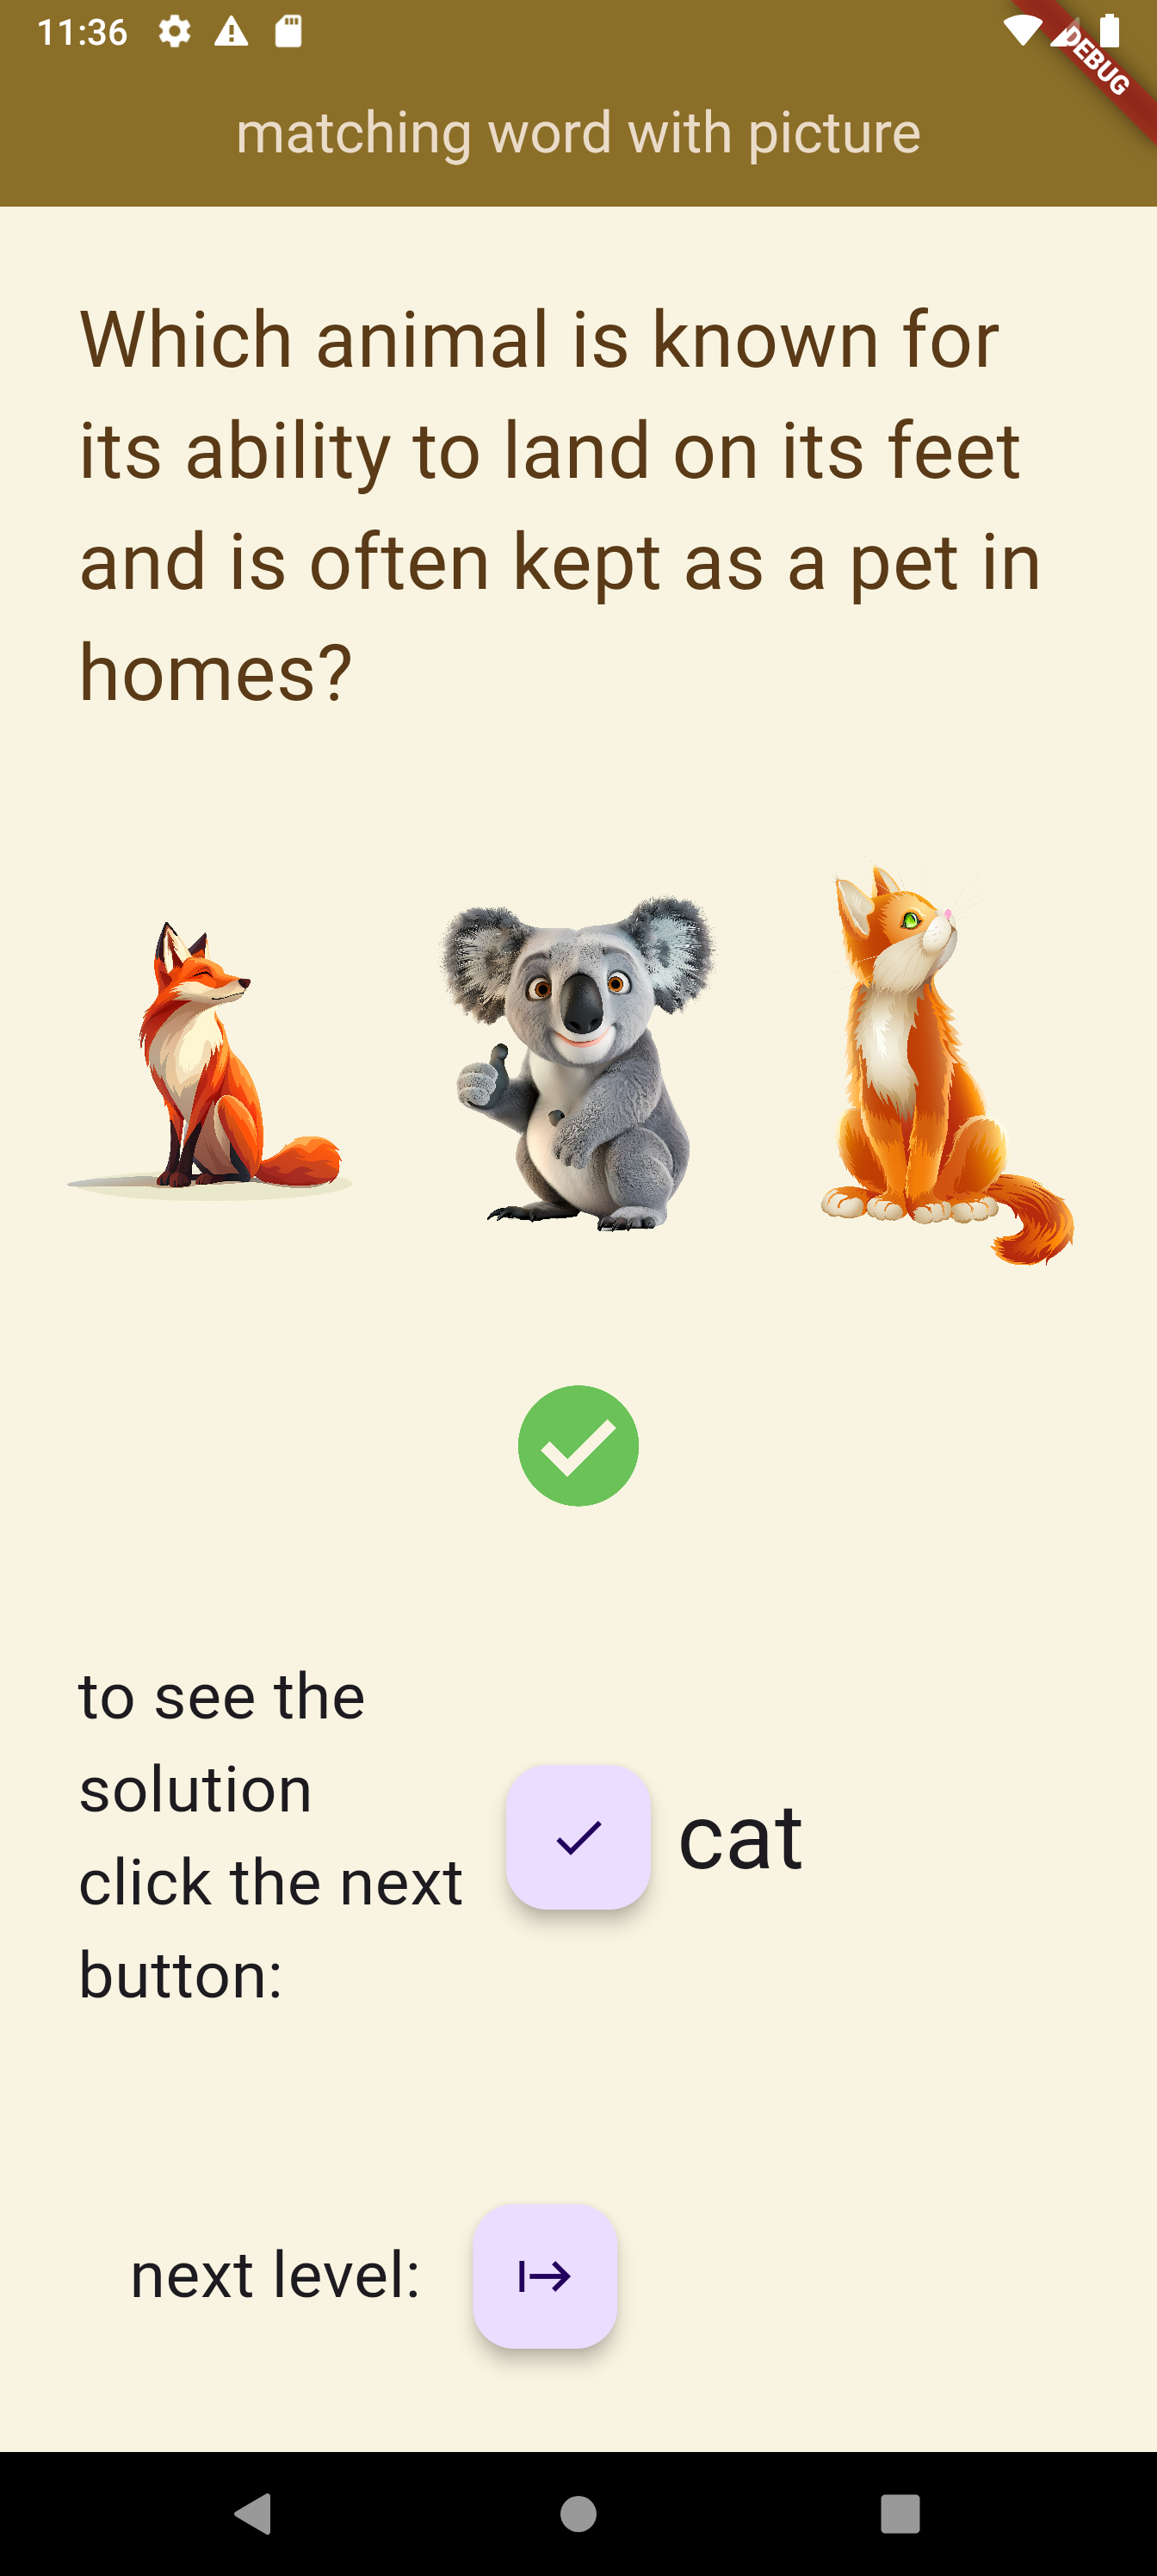 11:36
DEBUG
matching word with picture
Which animal is known for
its ability to land on its feet
and is often kept as a pet in
homes?
to see the
solution
click the next
button:
cat
next level: